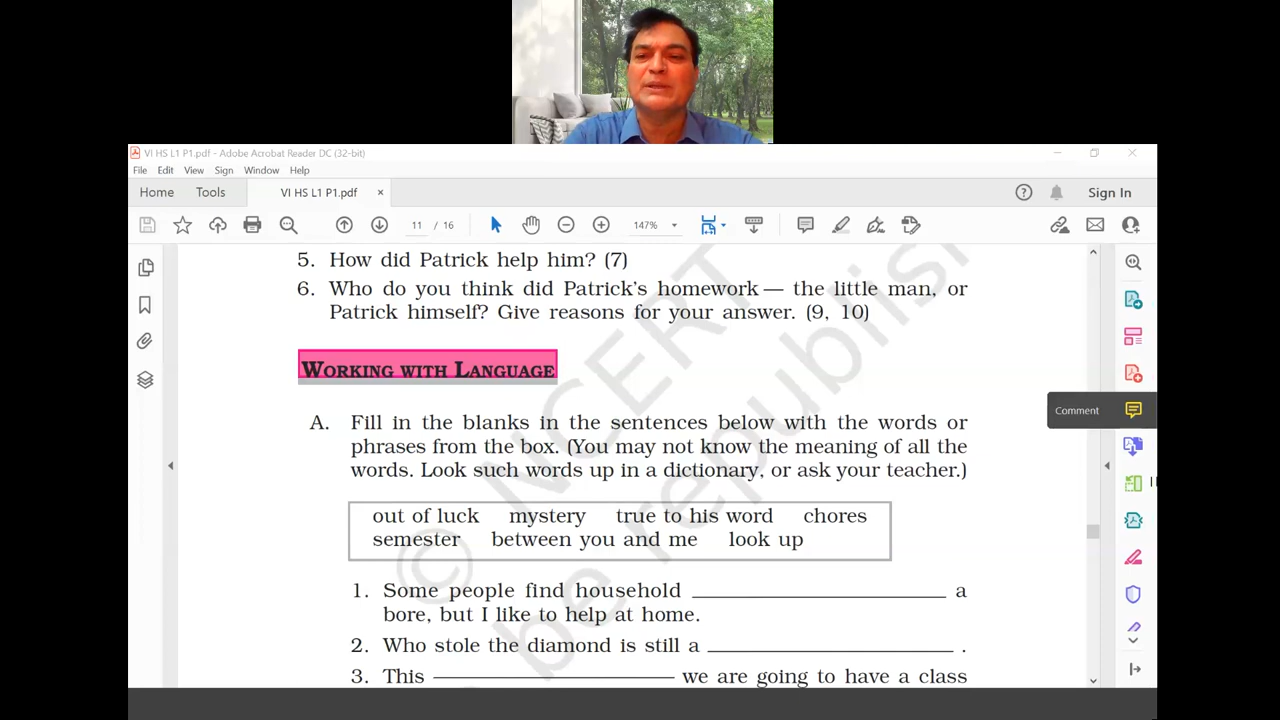 VI HS L1 P1.pdf - Adobe Acrobat Reader DC (32-bit)
File Edit View Sign Window Help
Home Tools VI HS L1 P1.pdf × Sign In
11 / 16 147%
5. How did Patrick help him? (7)
6. Who do you think did Patrick's homework — the little man, or
Patrick himself? Give reasons for your answer. (9, 10)
WORKING WITH LANGUAGE
Comment
A. Fill in the blanks in the sentences below with the words or
phrases from the box. (You may not know the meaning of all the
words. Look such words up in a dictionary, or ask your teacher.)
out of luck mystery true to his word chores
semester between you and me look up
1. Some people find household ____________ a
bore, but I like to help at home.
2. Who stole the diamond is still a ____________ .
3. This ____________ we are going to have a class
© NCERT
be republish